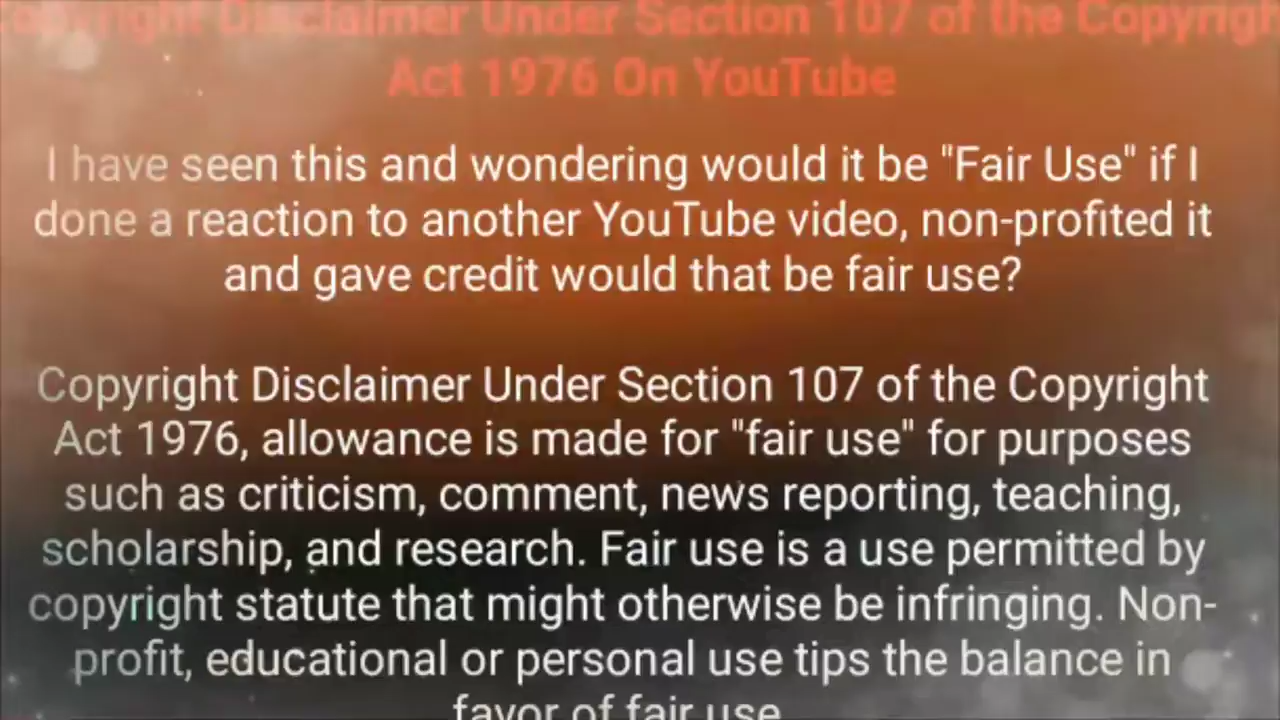 Copyright Disclaimer Under Section 107 of the Copyrigh
Act 1976 On YouTube
I have seen this and wondering would it be "Fair Use" if I
done a reaction to another YouTube video, non-profited it
and gave credit would that be fair use?
Copyright Disclaimer Under Section 107 of the Copyright
Act 1976, allowance is made for "fair use" for purposes
such as criticism, comment, news reporting, teaching,
scholarship, and research. Fair use is a use permitted by
copyright statute that might otherwise be infringing. Non-
profit, educational or personal use tips the balance in
favor of fair use